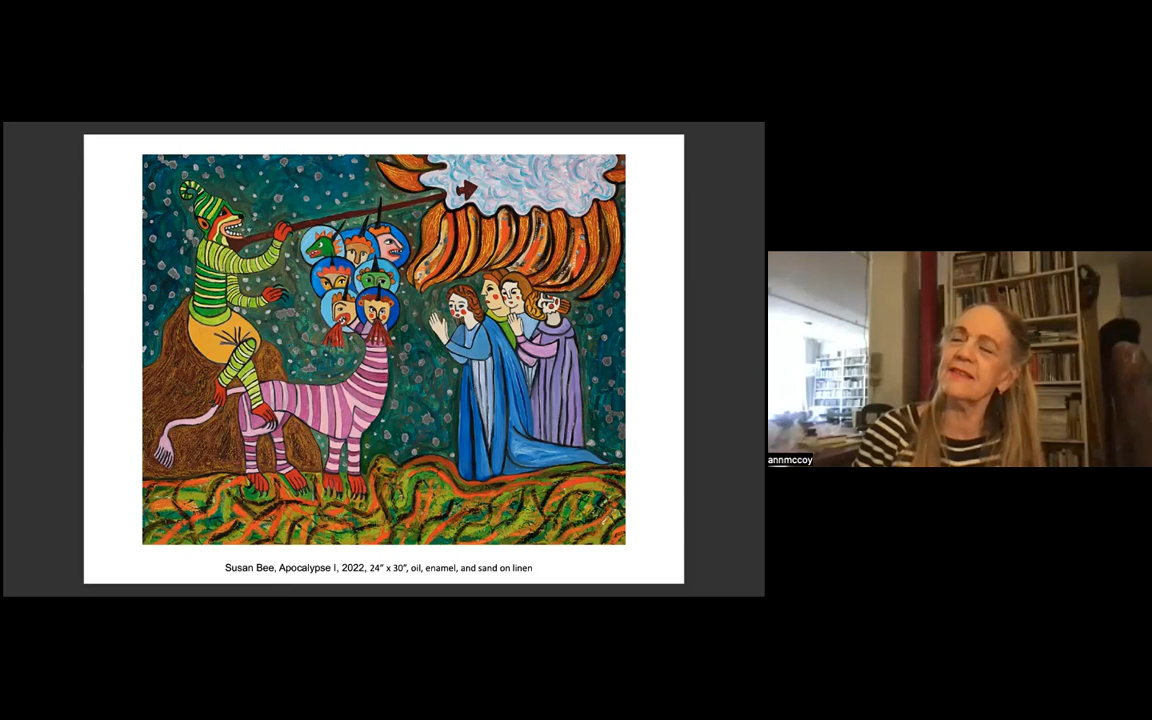 Susan Bee, Apocalypse I, 2022, 24” x 30”, oil, enamel, and sand on linen
annmccoy